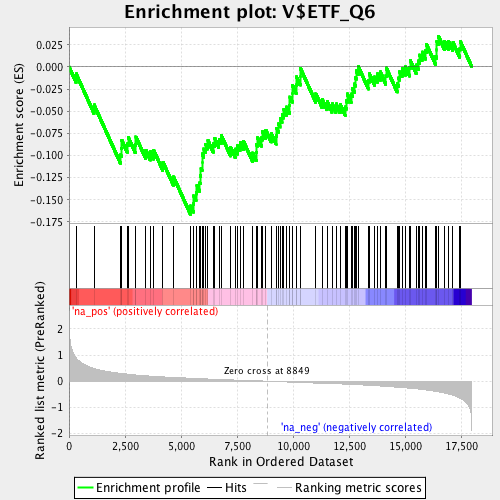 Enrichment plot: V$ETF_Q6
Enrichment score (ES)
0.025
0.000
-0.025
-0.050
-0.075
-0.100
-0.125
-0.150
-0.175
'na_pos' (positively correlated)
Ranked list metric (PreRanked)
2
1
0
-1
-2
Zero cross at 8849
'na_neg' (negatively correlated)
0
2,500
5,000
7,500
10,000
12,500
15,000
17,500
Rank in Ordered Dataset
Enrichment profile
Hits
Ranking metric scores